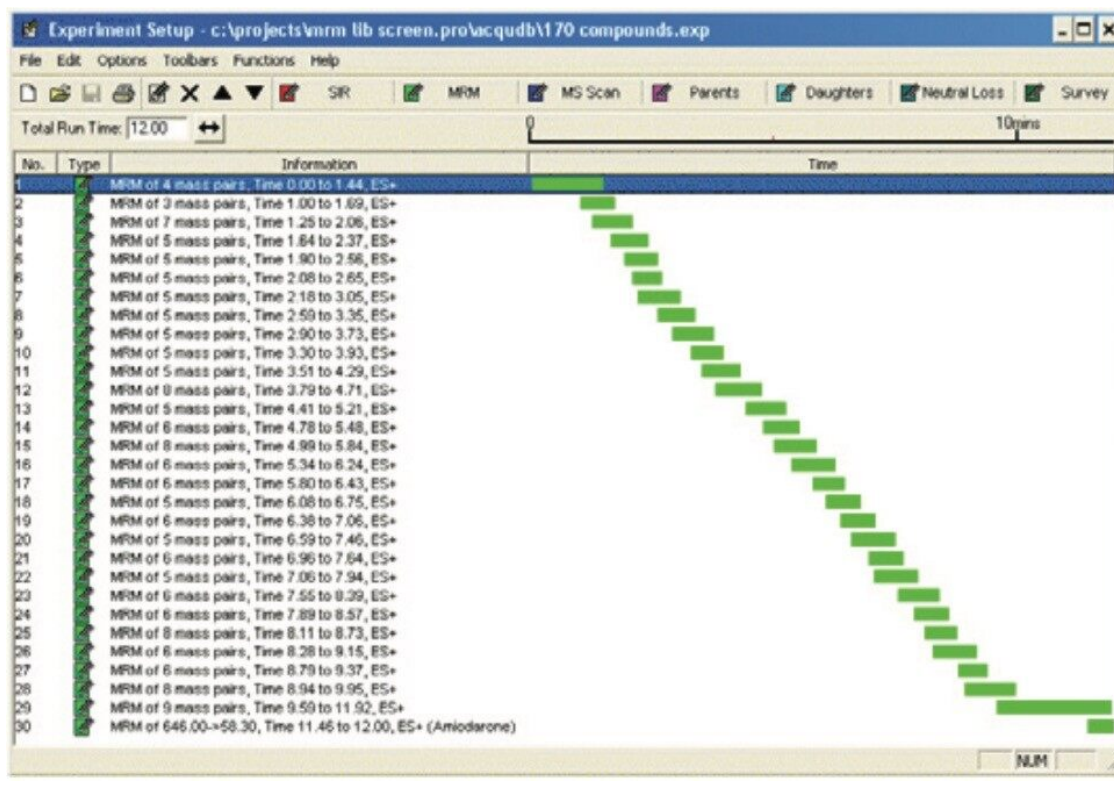 Experiment Setup - c:\projects\mrm lib screen.pro\acqudb\170 compounds.exp
File Edit Options Toolbars Functions Help
SIR MRM MS Scan Parents Daughters Neutral Loss Survey
Total Run Time: 12.00 0 10mins
No. Type Information Time
1 MRM of 4 mass pairs, Time 0.00 to 1.44, ES+
2 MRM of 3 mass pairs, Time 1.00 to 1.69, ES+
3 MRM of 7 mass pairs, Time 1.25 to 2.06, ES+
4 MRM of 5 mass pairs, Time 1.64 to 2.37, ES+
5 MRM of 5 mass pairs, Time 1.90 to 2.56, ES+
6 MRM of 5 mass pairs, Time 2.08 to 2.65, ES+
7 MRM of 5 mass pairs, Time 2.18 to 3.05, ES+
8 MRM of 5 mass pairs, Time 2.59 to 3.35, ES+
9 MRM of 5 mass pairs, Time 2.90 to 3.73, ES+
10 MRM of 5 mass pairs, Time 3.30 to 3.93, ES+
11 MRM of 5 mass pairs, Time 3.51 to 4.29, ES+
12 MRM of 8 mass pairs, Time 3.79 to 4.71, ES+
13 MRM of 5 mass pairs, Time 4.41 to 5.21, ES+
14 MRM of 6 mass pairs, Time 4.78 to 5.48, ES+
15 MRM of 8 mass pairs, Time 4.99 to 5.84, ES+
16 MRM of 6 mass pairs, Time 5.34 to 6.24, ES+
17 MRM of 6 mass pairs, Time 5.80 to 6.43, ES+
18 MRM of 5 mass pairs, Time 6.08 to 6.75, ES+
19 MRM of 6 mass pairs, Time 6.38 to 7.06, ES+
20 MRM of 5 mass pairs, Time 6.59 to 7.46, ES+
21 MRM of 6 mass pairs, Time 6.96 to 7.64, ES+
22 MRM of 5 mass pairs, Time 7.06 to 7.94, ES+
23 MRM of 6 mass pairs, Time 7.55 to 8.39, ES+
24 MRM of 6 mass pairs, Time 7.89 to 8.57, ES+
25 MRM of 8 mass pairs, Time 8.11 to 8.73, ES+
26 MRM of 6 mass pairs, Time 8.28 to 9.15, ES+
27 MRM of 6 mass pairs, Time 8.79 to 9.37, ES+
28 MRM of 8 mass pairs, Time 8.94 to 9.95, ES+
29 MRM of 9 mass pairs, Time 9.59 to 11.92, ES+
30 MRM of 646.00->58.30, Time 11.46 to 12.00, ES+ (Amiodarone)
NUM